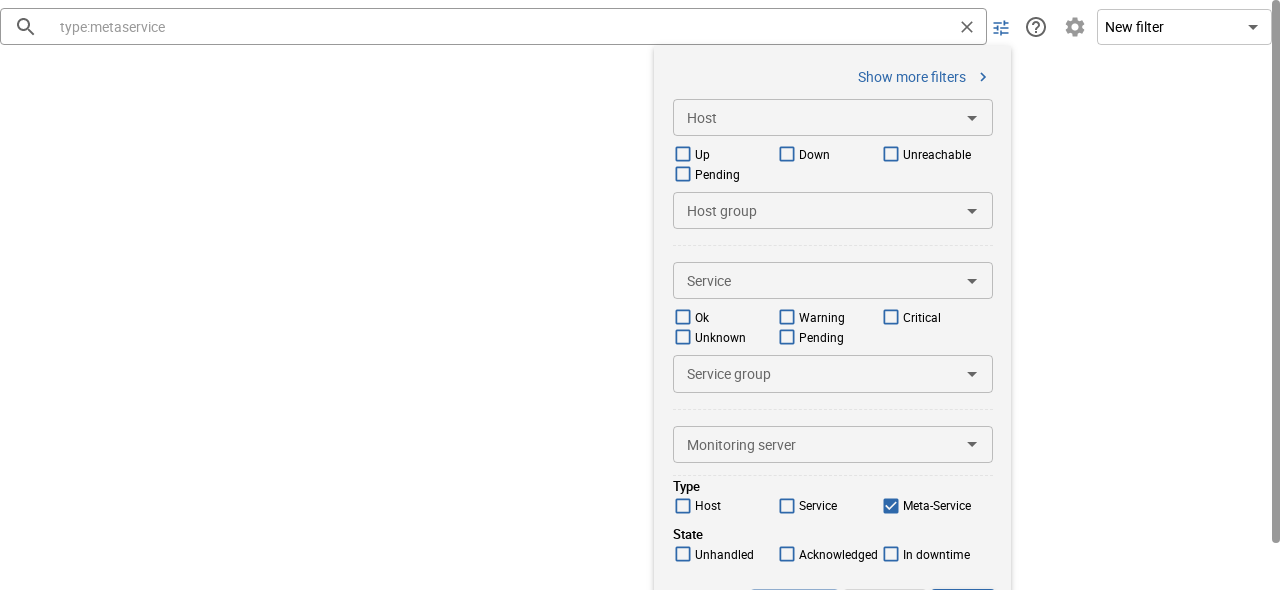 type:metaservice
New filter
Show more filters
Host
Up Down Unreachable
Pending
Host group
Service
Ok Warning Critical
Unknown Pending
Service group
Monitoring server
Type
Host Service Meta-Service
State
Unhandled Acknowledged In downtime